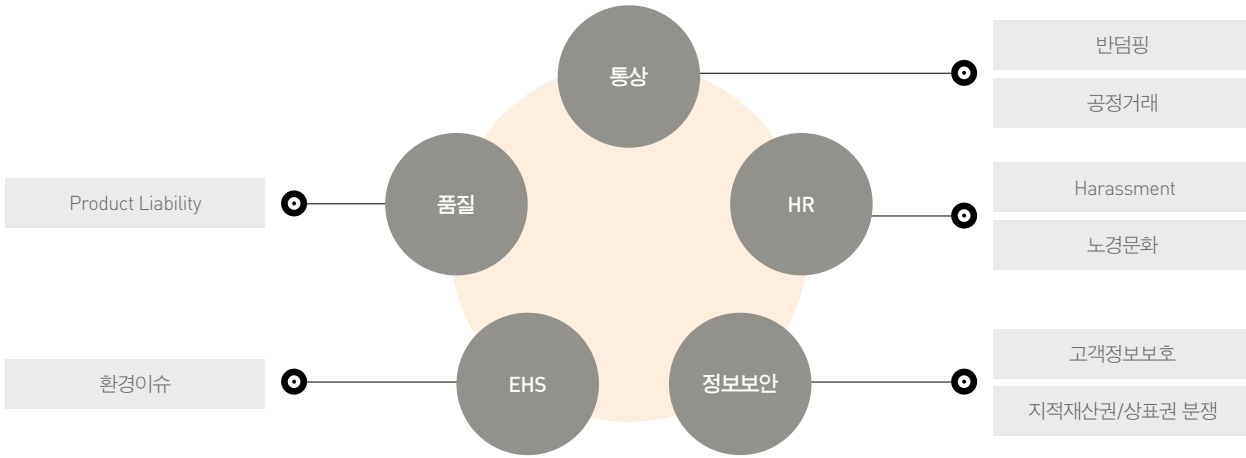 통상
반덤핑
공정거래
HR
Harassment
노경문화
정보보안
고객정보보호
지적재산권/상표권 분쟁
EHS
환경이슈
품질
Product Liability